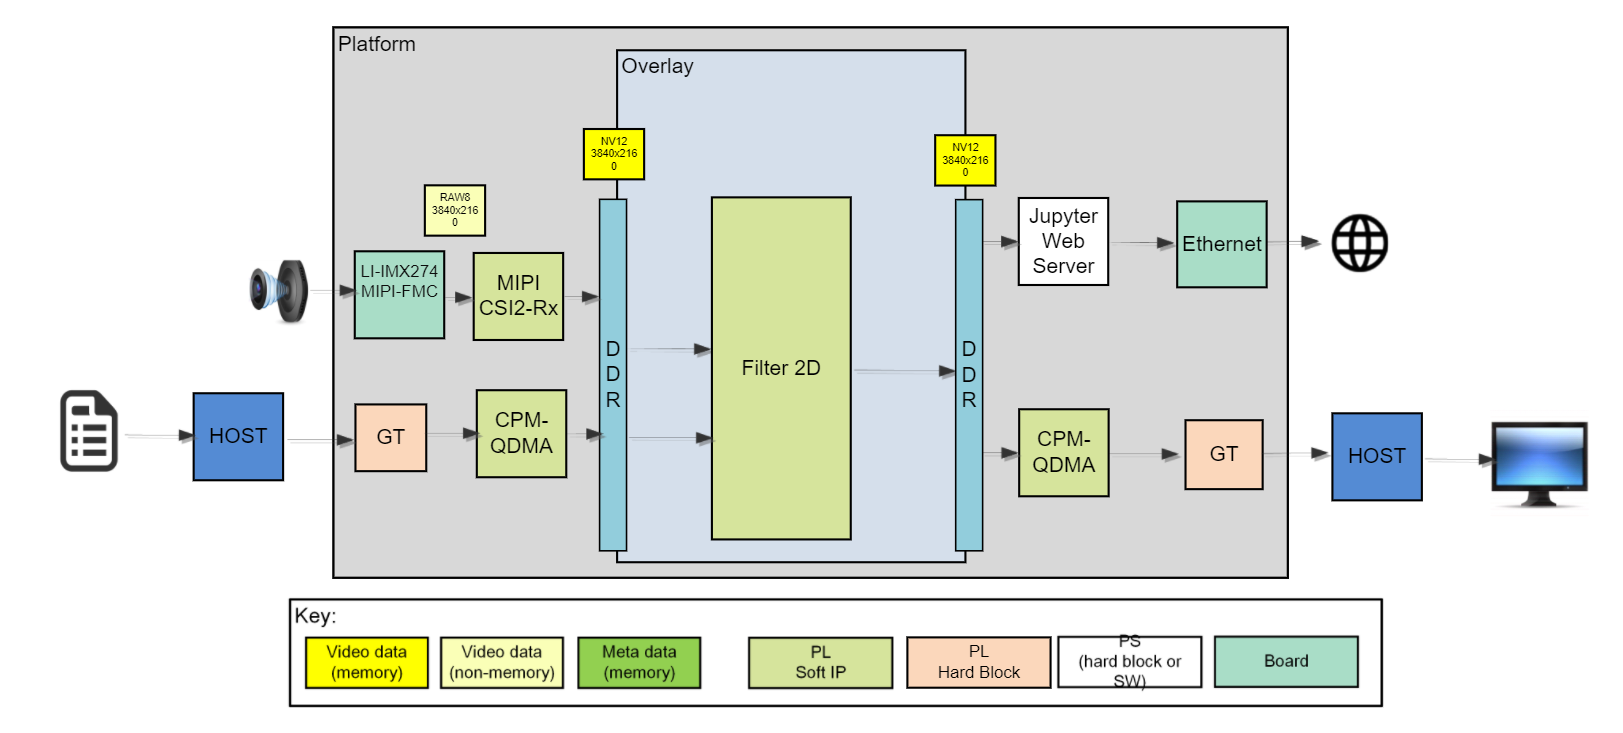 Platform
Overlay
NV12
3840x216
0
NV12
3840x216
0
RAW8
3840x216
0
LI-IMX274
MIPI-FMC
MIPI
CSI2-Rx
Jupyter
Web
Server
Ethernet
D
D
R
Filter 2D
D
D
R
HOST
GT
CPM-
QDMA
CPM-
QDMA
GT
HOST
Key:
Video data
(memory)
Video data
(non-memory)
Meta data
(memory)
PL
Soft IP
PL
Hard Block
PS
(hard block or
SW)
Board